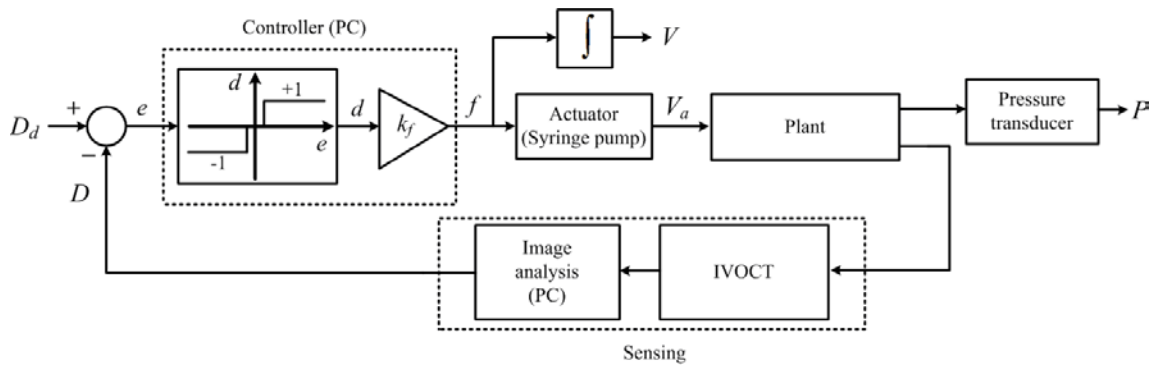 Controller (PC)
∫
V
d
+1
-1
e
D_d
+
−
e
d
k_f
f
Actuator
(Syringe pump)
V_a
Plant
Pressure
transducer
P
D
Image
analysis
(PC)
IVOCT
Sensing